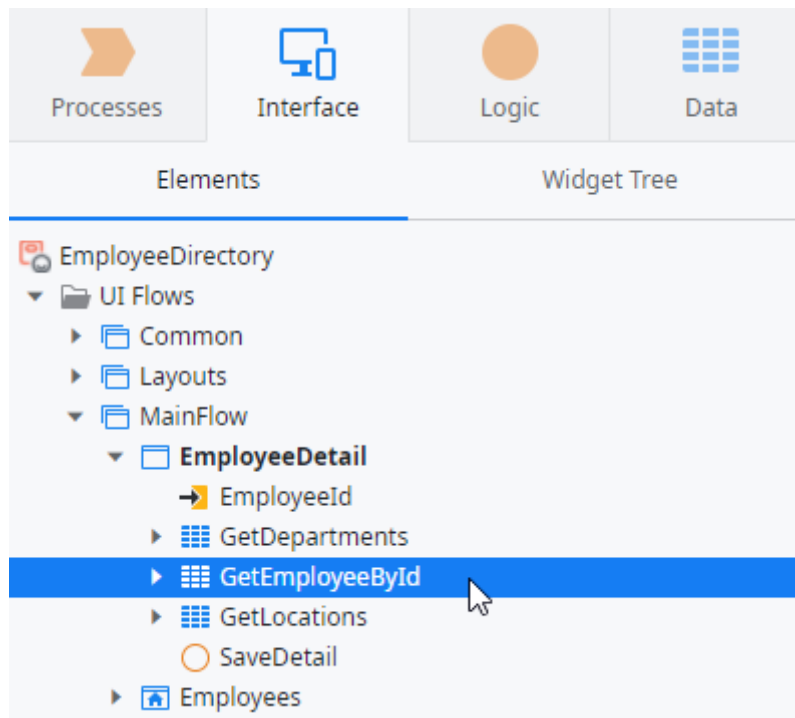 Processes Interface Logic Data
Elements Widget Tree
EmployeeDirectory
UI Flows
Common
Layouts
MainFlow
EmployeeDetail
EmployeeId
GetDepartments
GetEmployeeById
GetLocations
SaveDetail
Employees